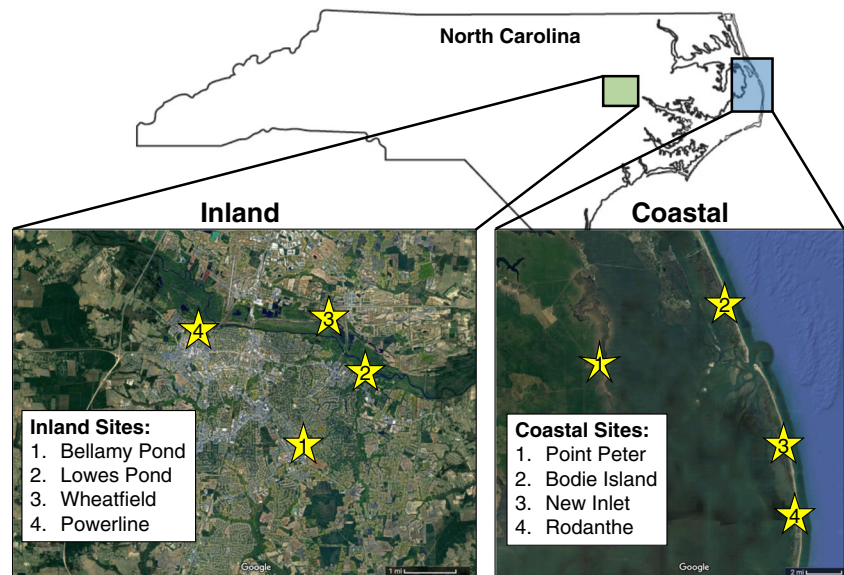 North Carolina
Inland
Coastal
4
3
2
1
Inland Sites:
1. Bellamy Pond
2. Lowes Pond
3. Wheatfield
4. Powerline
Google
1 mi
2
1
3
4
Coastal Sites:
1. Point Peter
2. Bodie Island
3. New Inlet
4. Rodanthe
Google
2 mi